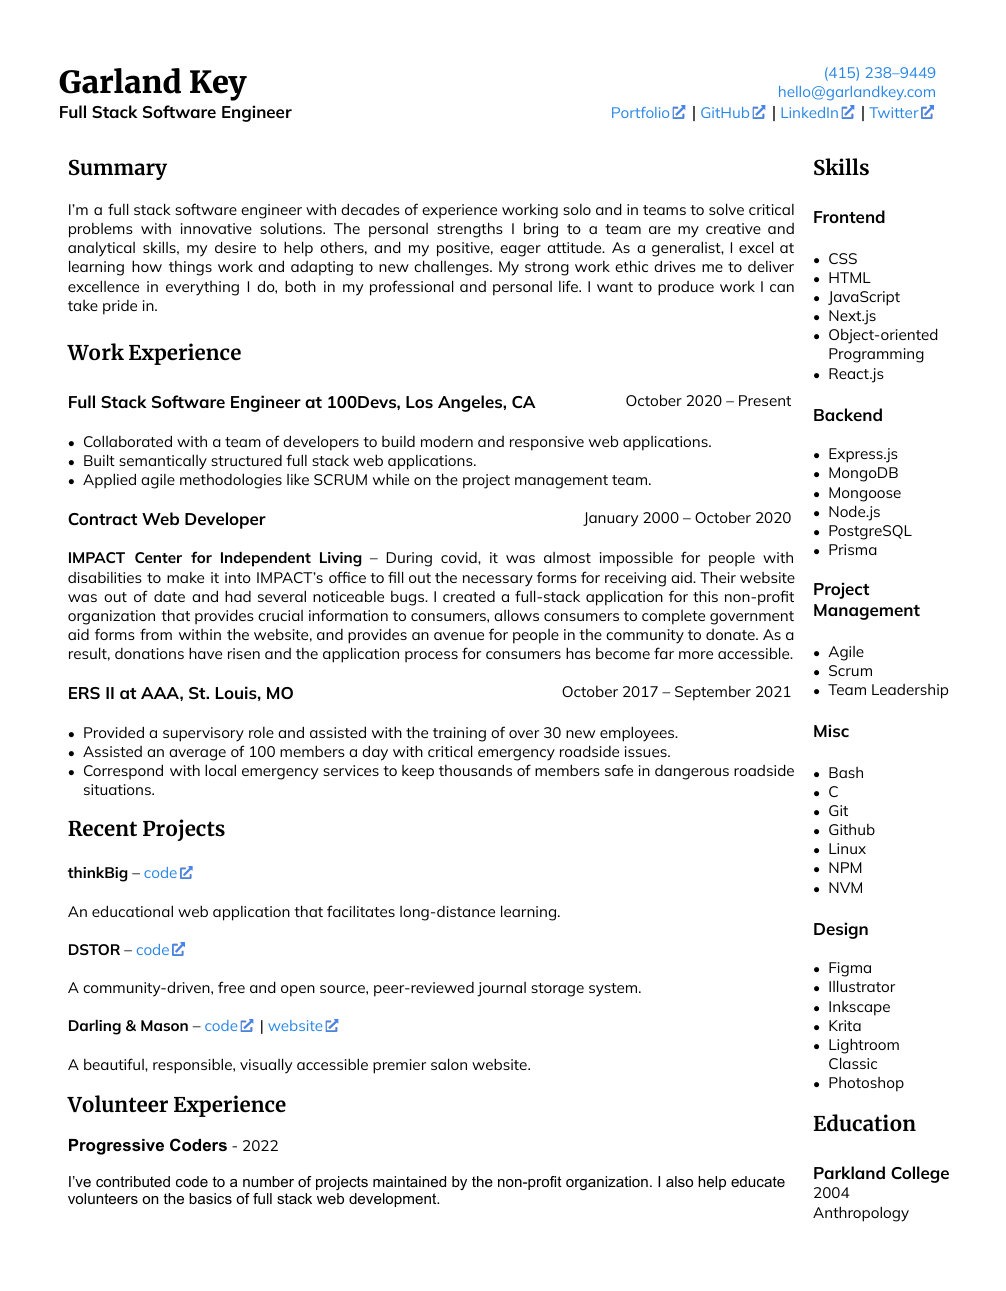 Garland Key
Full Stack Software Engineer
(415) 238–9449
hello@garlandkey.com
Portfolio | GitHub | LinkedIn | Twitter
Summary
I'm a full stack software engineer with decades of experience working solo and in teams to solve critical
problems with innovative solutions. The personal strengths I bring to a team are my creative and
analytical skills, my desire to help others, and my positive, eager attitude. As a generalist, I excel at
learning how things work and adapting to new challenges. My strong work ethic drives me to deliver
excellence in everything I do, both in my professional and personal life. I want to produce work I can
take pride in.
Work Experience
Full Stack Software Engineer at 100Devs, Los Angeles, CA October 2020 – Present
• Collaborated with a team of developers to build modern and responsive web applications.
• Built semantically structured full stack web applications.
• Applied agile methodologies like SCRUM while on the project management team.
Contract Web Developer January 2000 – October 2020
IMPACT Center for Independent Living – During covid, it was almost impossible for people with
disabilities to make it into IMPACT's office to fill out the necessary forms for receiving aid. Their website
was out of date and had several noticeable bugs. I created a full-stack application for this non-profit
organization that provides crucial information to consumers, allows consumers to complete government
aid forms from within the website, and provides an avenue for people in the community to donate. As a
result, donations have risen and the application process for consumers has become far more accessible.
ERS II at AAA, St. Louis, MO October 2017 – September 2021
• Provided a supervisory role and assisted with the training of over 30 new employees.
• Assisted an average of 100 members a day with critical emergency roadside issues.
• Correspond with local emergency services to keep thousands of members safe in dangerous roadside
situations.
Recent Projects
thinkBig – code
An educational web application that facilitates long-distance learning.
DSTOR – code
A community-driven, free and open source, peer-reviewed journal storage system.
Darling & Mason – code | website
A beautiful, responsible, visually accessible premier salon website.
Volunteer Experience
Progressive Coders - 2022
I've contributed code to a number of projects maintained by the non-profit organization. I also help educate
volunteers on the basics of full stack web development.
Skills
Frontend
• CSS
• HTML
• JavaScript
• Next.js
• Object-oriented
Programming
• React.js
Backend
• Express.js
• MongoDB
• Mongoose
• Node.js
• PostgreSQL
• Prisma
Project
Management
• Agile
• Scrum
• Team Leadership
Misc
• Bash
• C
• Git
• Github
• Linux
• NPM
• NVM
Design
• Figma
• Illustrator
• Inkscape
• Krita
• Lightroom
Classic
• Photoshop
Education
Parkland College
2004
Anthropology